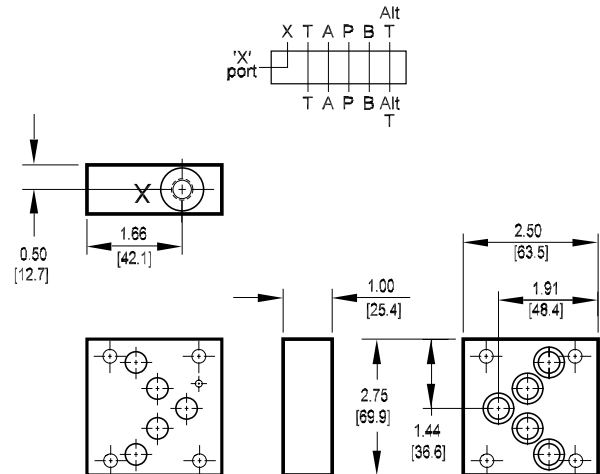 Alt
X T A P B T
'X'
port
T A P B Alt
T
X
1.66
[42.1]
0.50
[12.7]
2.50
[63.5]
1.00
[25.4]
1.91
[48.4]
2.75
[69.9]
1.44
[36.6]